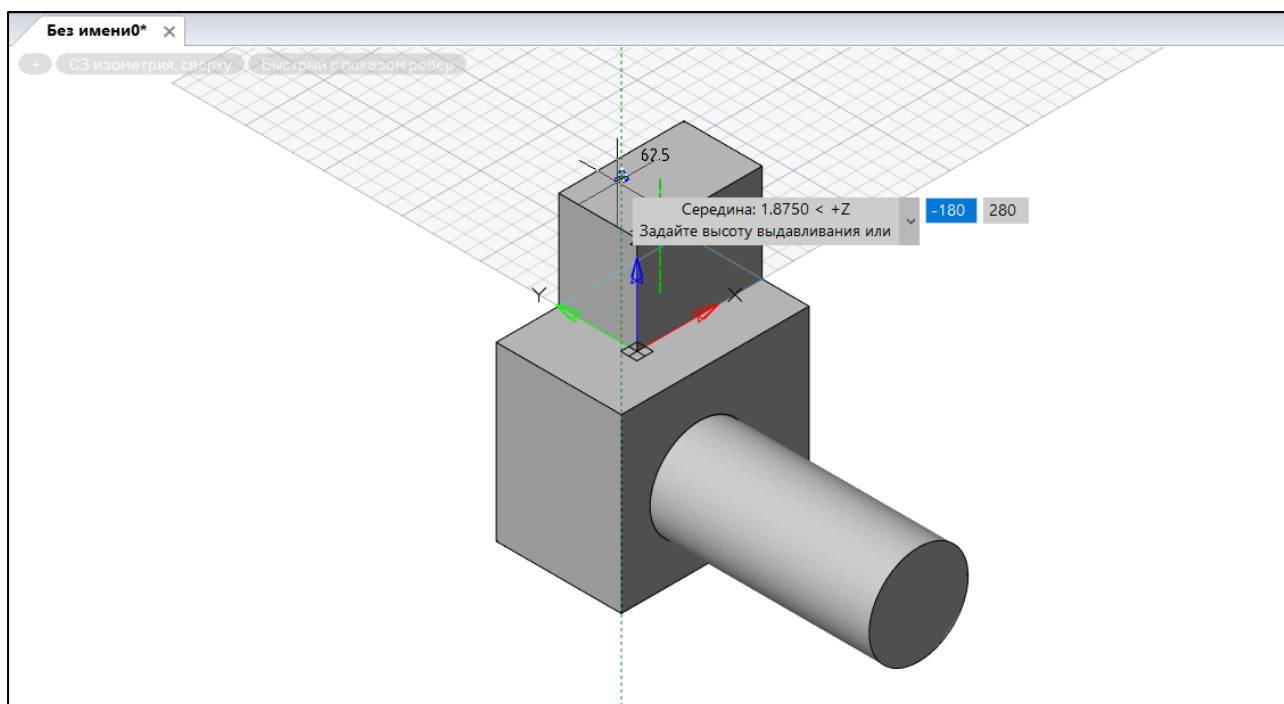 Без имени0*
+ СЗ изометрия, сверху Быстрый с показом ребер
62.5
Середина: 1.8750 < +Z
-180 280
Задайте высоту выдавливания или
Y
X